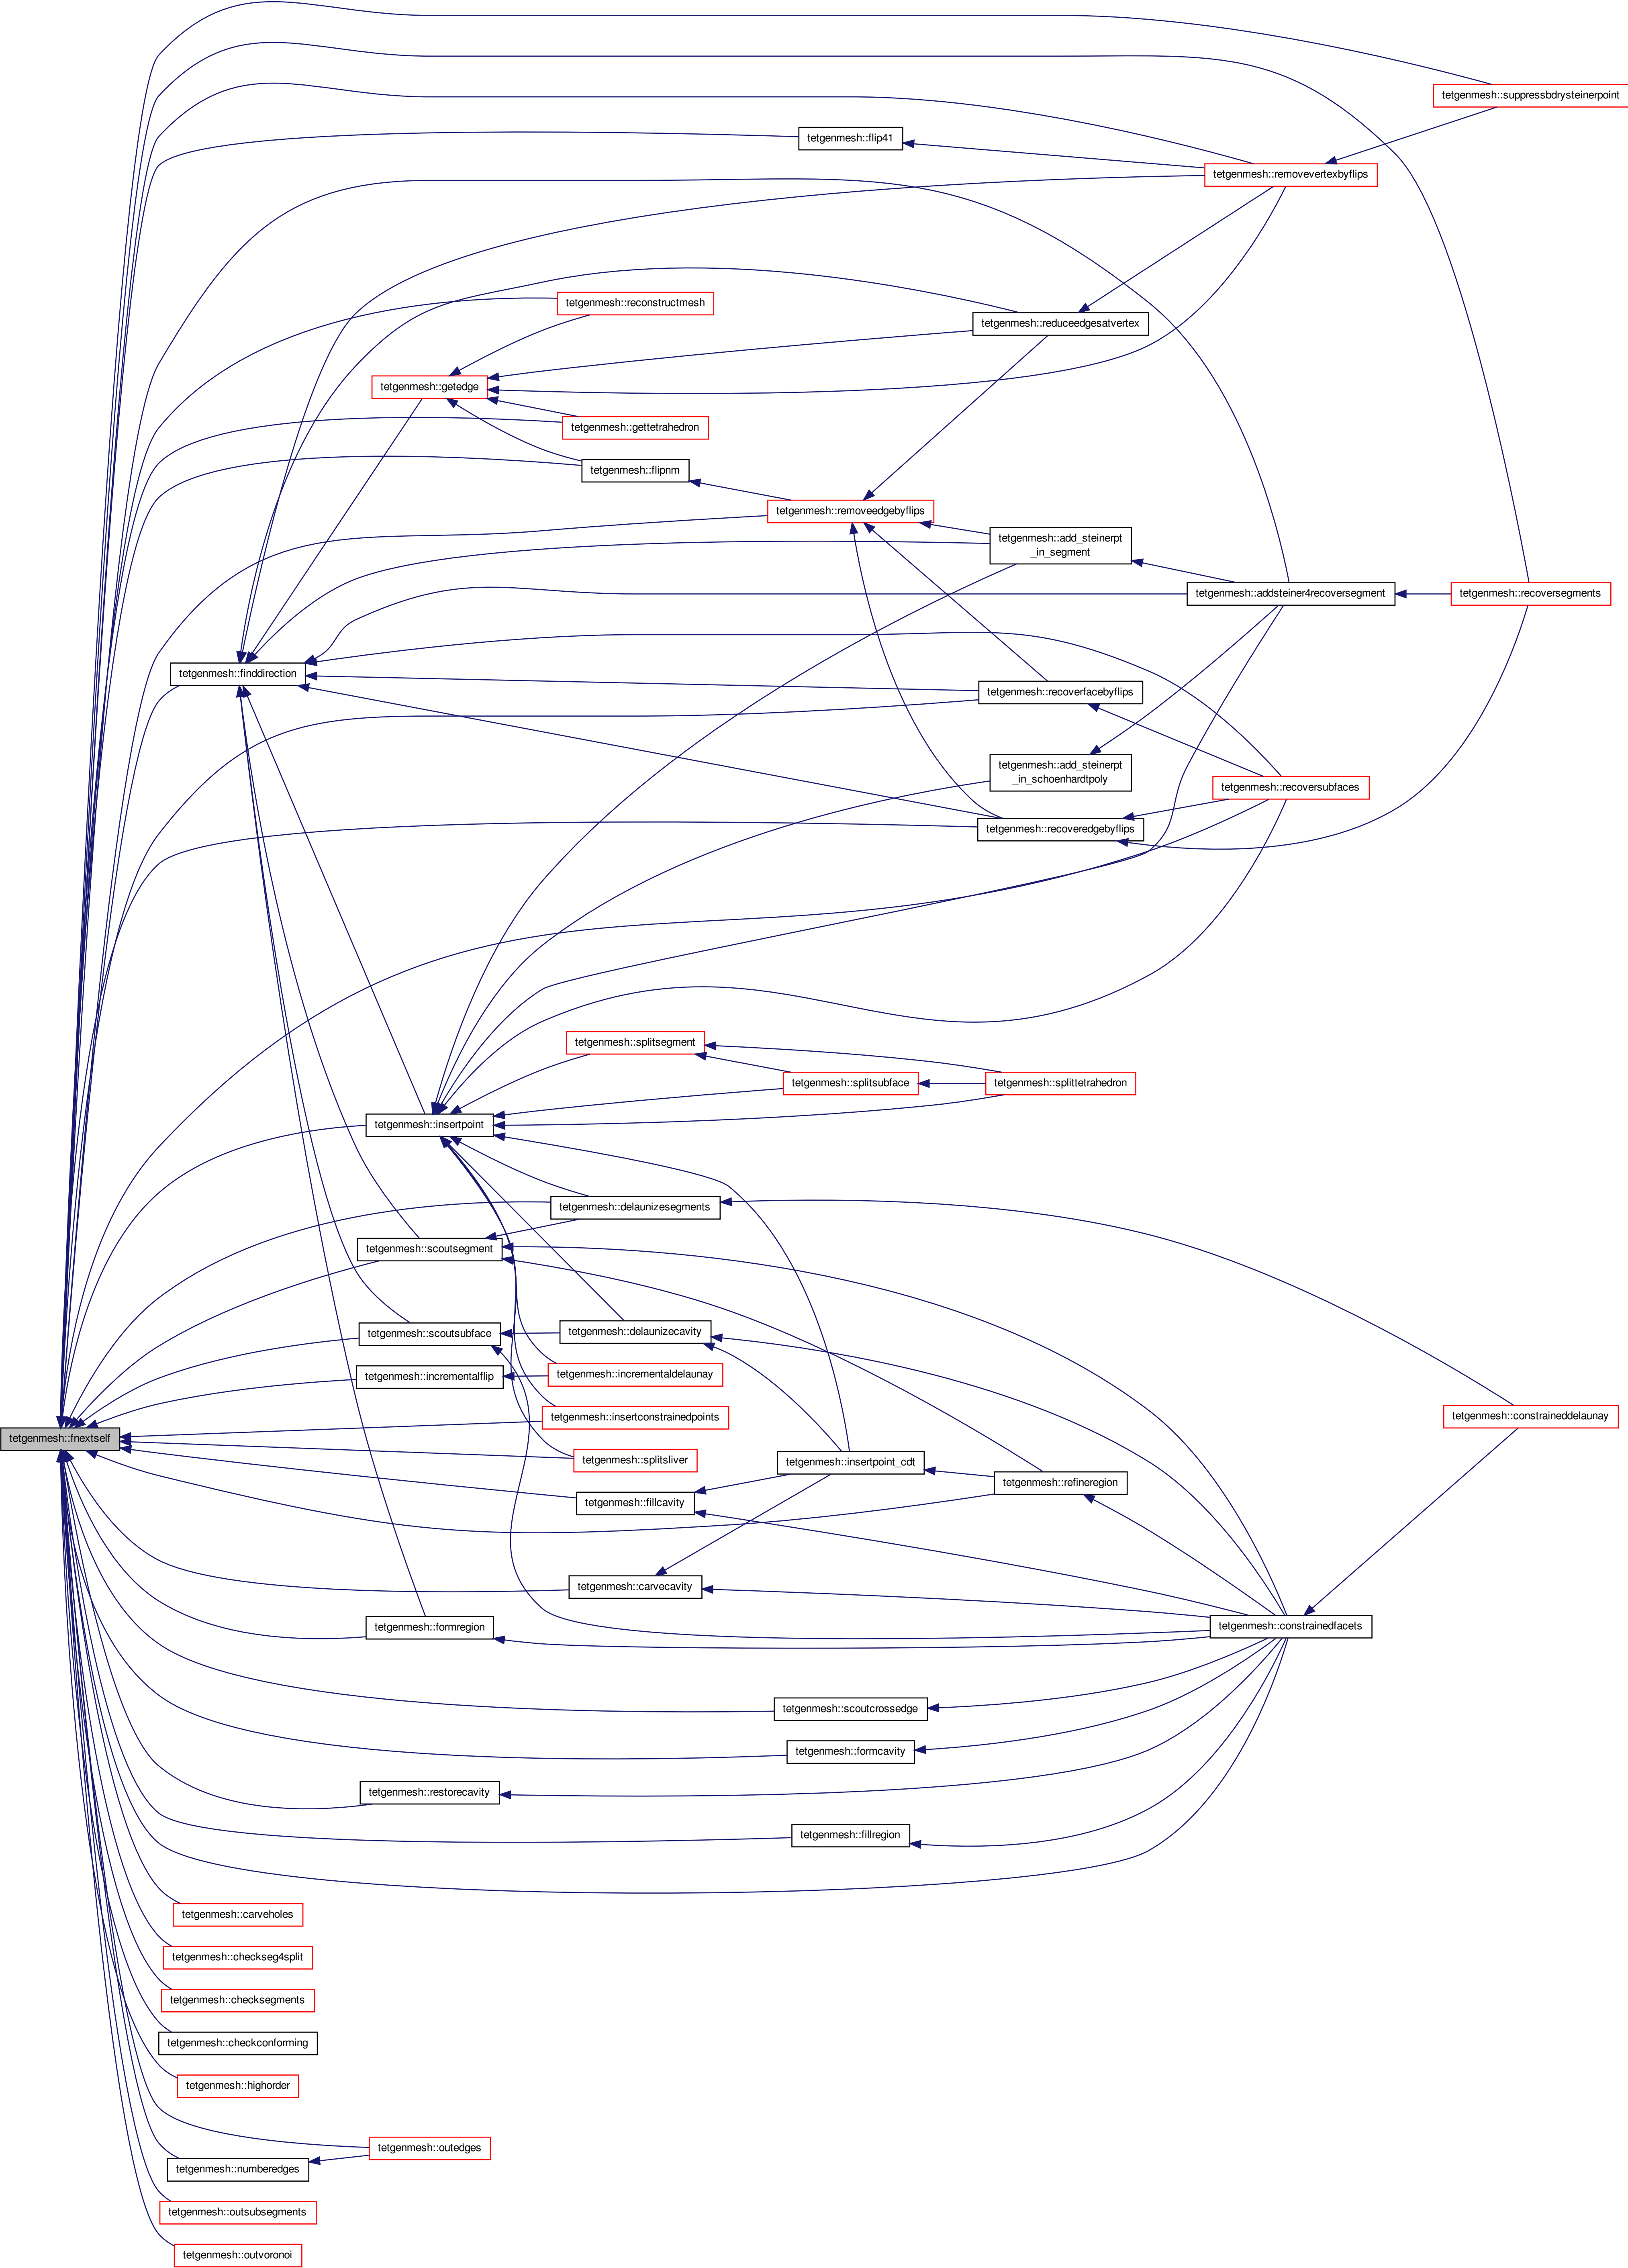 tetgenmesh::suppressbdrysteinerpoint
tetgenmesh::flip41
tetgenmesh::removevertexbyflips
tetgenmesh::reconstructmesh
tetgenmesh::reduceedgesatvertex
tetgenmesh::getedge
tetgenmesh::gettetrahedron
tetgenmesh::flipnm
tetgenmesh::removeedgebyflips
tetgenmesh::add_steinerpt
_in_segment
tetgenmesh::addsteiner4recoversegment
tetgenmesh::recoversegments
tetgenmesh::finddirection
tetgenmesh::recoverfacebyflips
tetgenmesh::add_steinerpt
_in_schoenhardtpoly
tetgenmesh::recoversubfaces
tetgenmesh::recoveredgebyflips
tetgenmesh::splitsegment
tetgenmesh::splitsubface
tetgenmesh::splittetrahedron
tetgenmesh::insertpoint
tetgenmesh::delaunizesegments
tetgenmesh::scoutsegment
tetgenmesh::scoutsubface
tetgenmesh::delaunizecavity
tetgenmesh::incrementalflip
tetgenmesh::incrementaldelaunay
tetgenmesh::insertconstrainedpoints
tetgenmesh::constraineddelaunay
tetgenmesh::fnextself
tetgenmesh::splitsliver
tetgenmesh::insertpoint_cdt
tetgenmesh::refineregion
tetgenmesh::fillcavity
tetgenmesh::carvecavity
tetgenmesh::formregion
tetgenmesh::constrainedfacets
tetgenmesh::scoutcrossedge
tetgenmesh::formcavity
tetgenmesh::restorecavity
tetgenmesh::fillregion
tetgenmesh::carveholes
tetgenmesh::checkseg4split
tetgenmesh::checksegments
tetgenmesh::checkconforming
tetgenmesh::highorder
tetgenmesh::outedges
tetgenmesh::numberedges
tetgenmesh::outsubsegments
tetgenmesh::outvoronoi